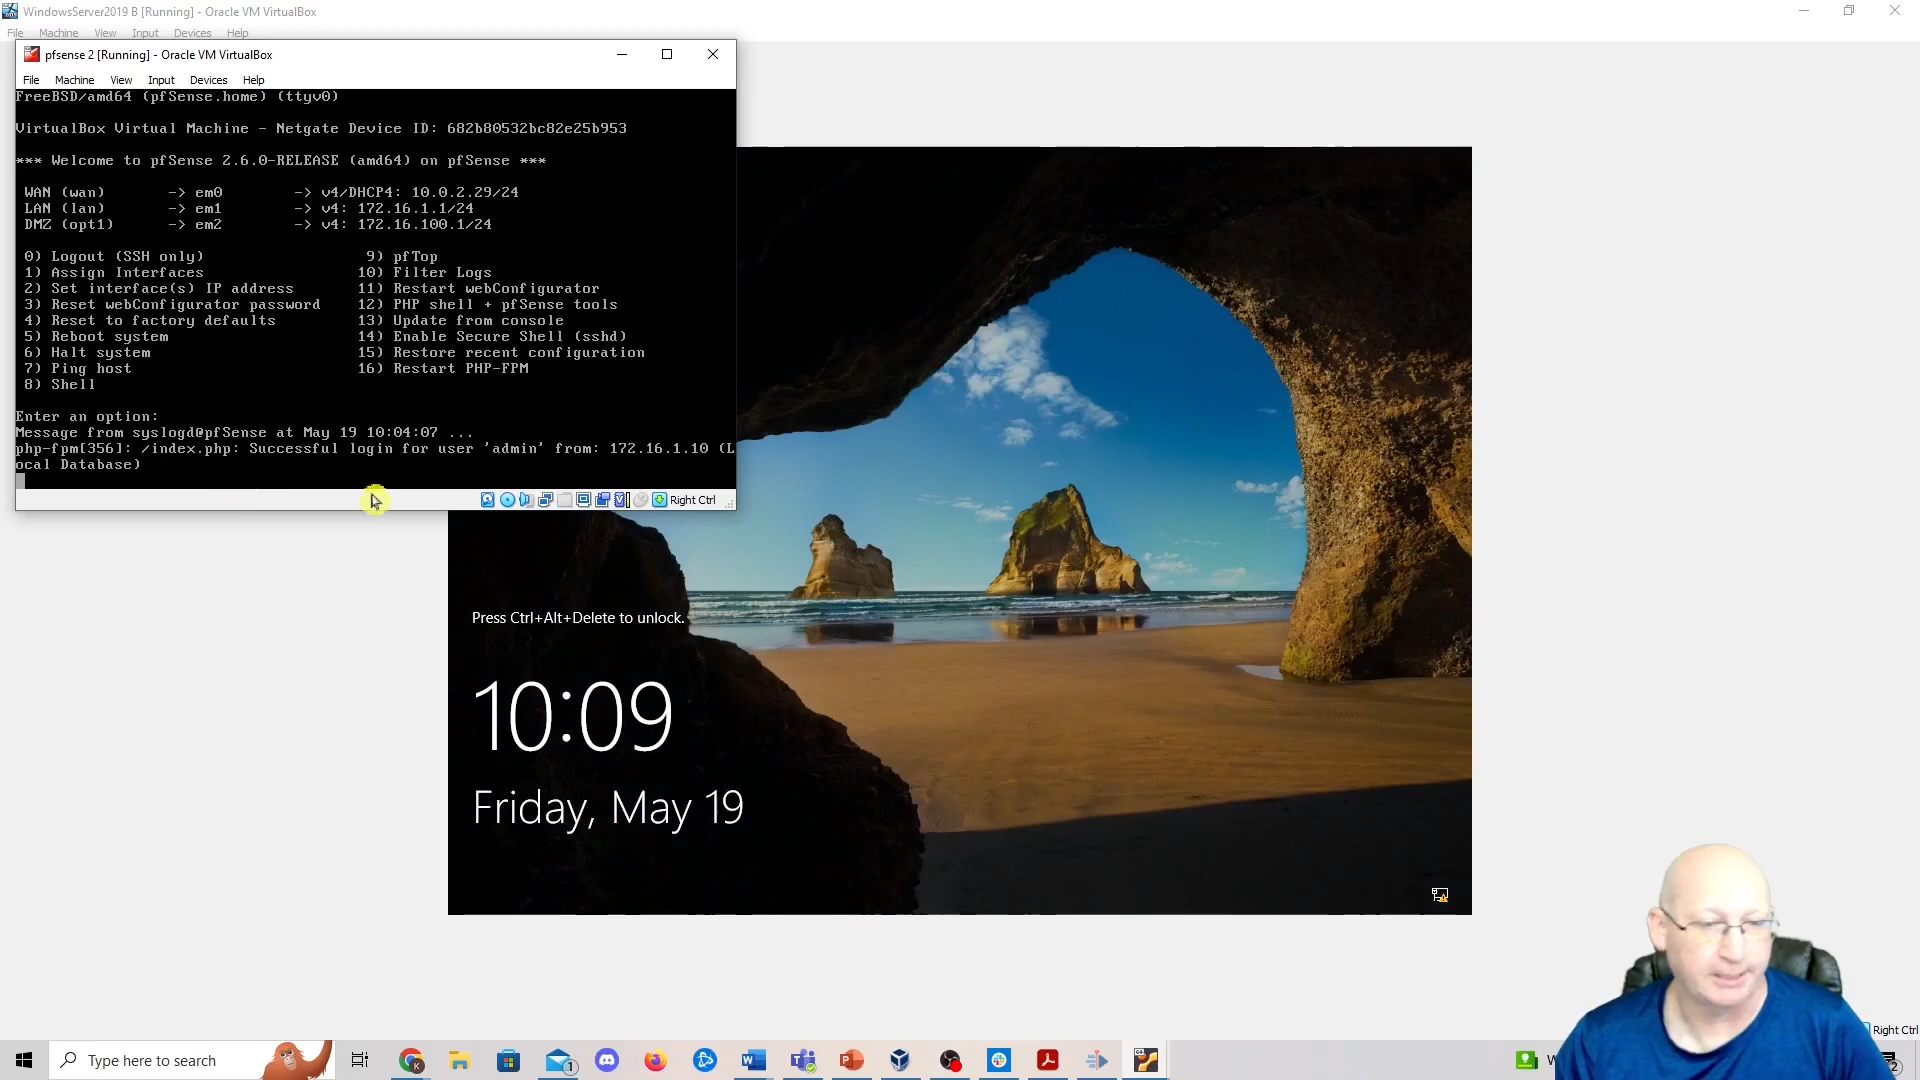 WindowsServer2019 B [Running] - Oracle VM VirtualBox
File Machine View Input Devices Help
pfsense 2 [Running] - Oracle VM VirtualBox
File Machine View Input Devices Help
FreeBSD/amd64 (pfSense.home) (ttyv0)
VirtualBox Virtual Machine - Netgate Device ID: 682b80532bc82e25b953
*** Welcome to pfSense 2.6.0-RELEASE (amd64) on pfSense ***
WAN (wan) -> em0 -> v4/DHCP4: 10.0.2.29/24
LAN (lan) -> em1 -> v4: 172.16.1.1/24
DMZ (opt1) -> em2 -> v4: 172.16.100.1/24
0) Logout (SSH only) 9) pfTop
1) Assign Interfaces 10) Filter Logs
2) Set interface(s) IP address 11) Restart webConfigurator
3) Reset webConfigurator password 12) PHP shell + pfSense tools
4) Reset to factory defaults 13) Update from console
5) Reboot system 14) Enable Secure Shell (sshd)
6) Halt system 15) Restore recent configuration
7) Ping host 16) Restart PHP-FPM
8) Shell
Enter an option:
Message from syslogd@pfSense at May 19 10:04:07 ...
php-fpm[356]: /index.php: Successful login for user 'admin' from: 172.16.1.10 (L
ocal Database)
Right Ctrl
Press Ctrl+Alt+Delete to unlock.
10:09
Friday, May 19
Right Ctrl
Type here to search